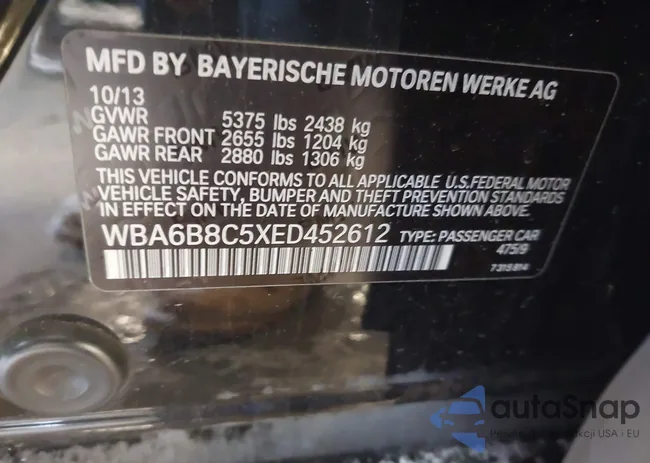 MFD BY BAYERISCHE MOTOREN WERKE AG
10/13
GVWR 5375 lbs 2438 kg
GAWR FRONT 2655 lbs 1204 kg
GAWR REAR 2880 lbs 1306 kg
THIS VEHICLE CONFORMS TO ALL APPLICABLE U.S.FEDERAL MOTOR
VEHICLE SAFETY, BUMPER AND THEFT PREVENTION STANDARDS
IN EFFECT ON THE DATE OF MANUFACTURE SHOWN ABOVE.
WBA6B8C5XED452612 TYPE: PASSENGER CAR
475/9
7315814
autoSnap
USA i EU